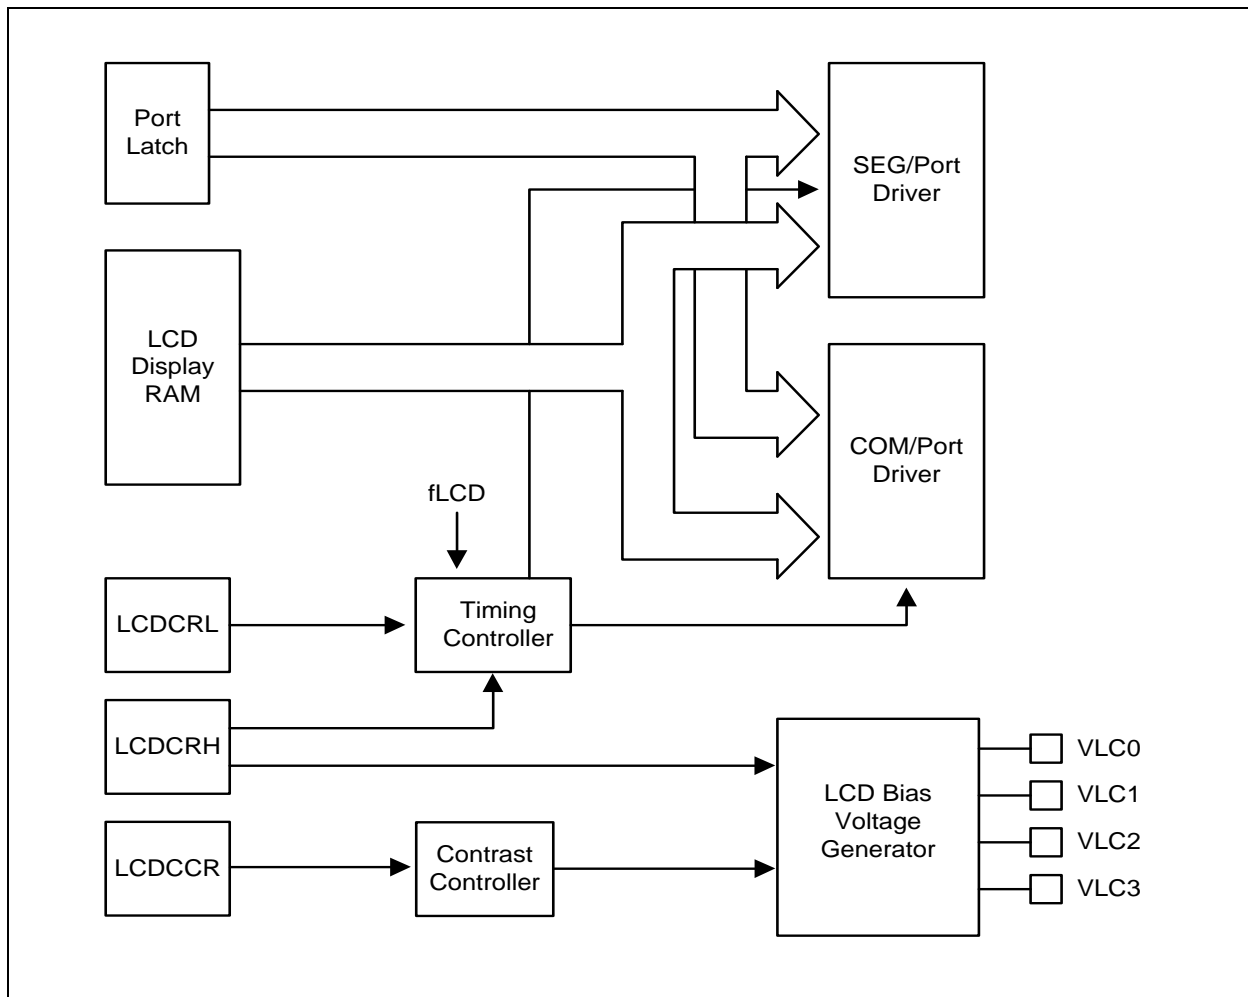 Port
Latch
SEG/Port
Driver
LCD
Display
RAM
COM/Port
Driver
fLCD
LCDCRL
Timing
Controller
LCDCRH
LCD Bias
Voltage
Generator
VLC0
VLC1
VLC2
VLC3
LCDCCR
Contrast
Controller